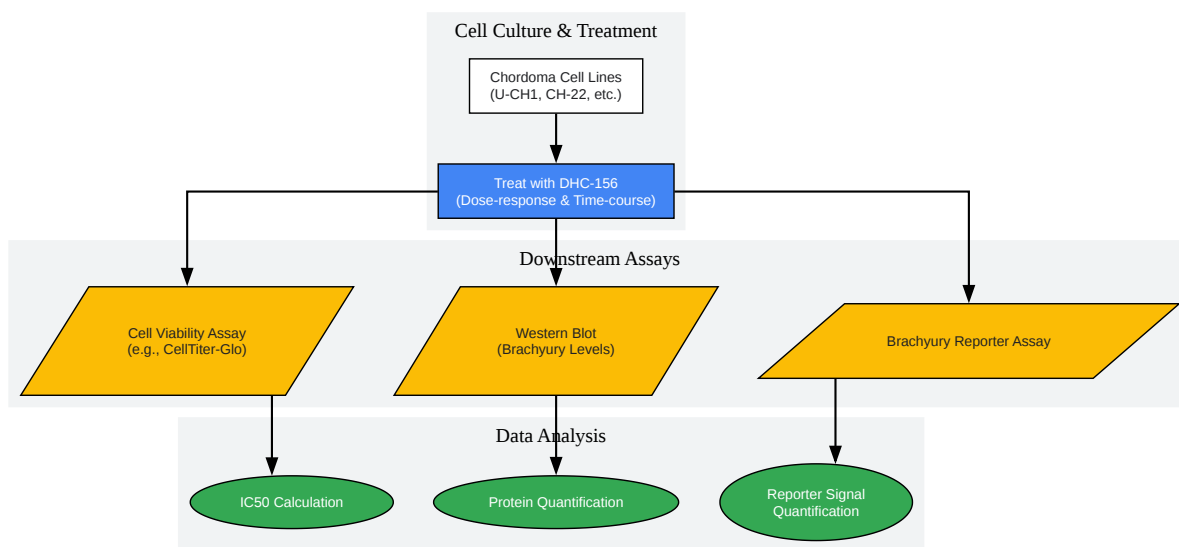 Cell Culture & Treatment
Chordoma Cell Lines
(U-CH1, CH-22, etc.)
Treat with DHC-156
(Dose-response & Time-course)
Downstream Assays
Cell Viability Assay
(e.g., CellTiter-Glo)
Western Blot
(Brachyury Levels)
Brachyury Reporter Assay
Data Analysis
IC50 Calculation
Protein Quantification
Reporter Signal
Quantification